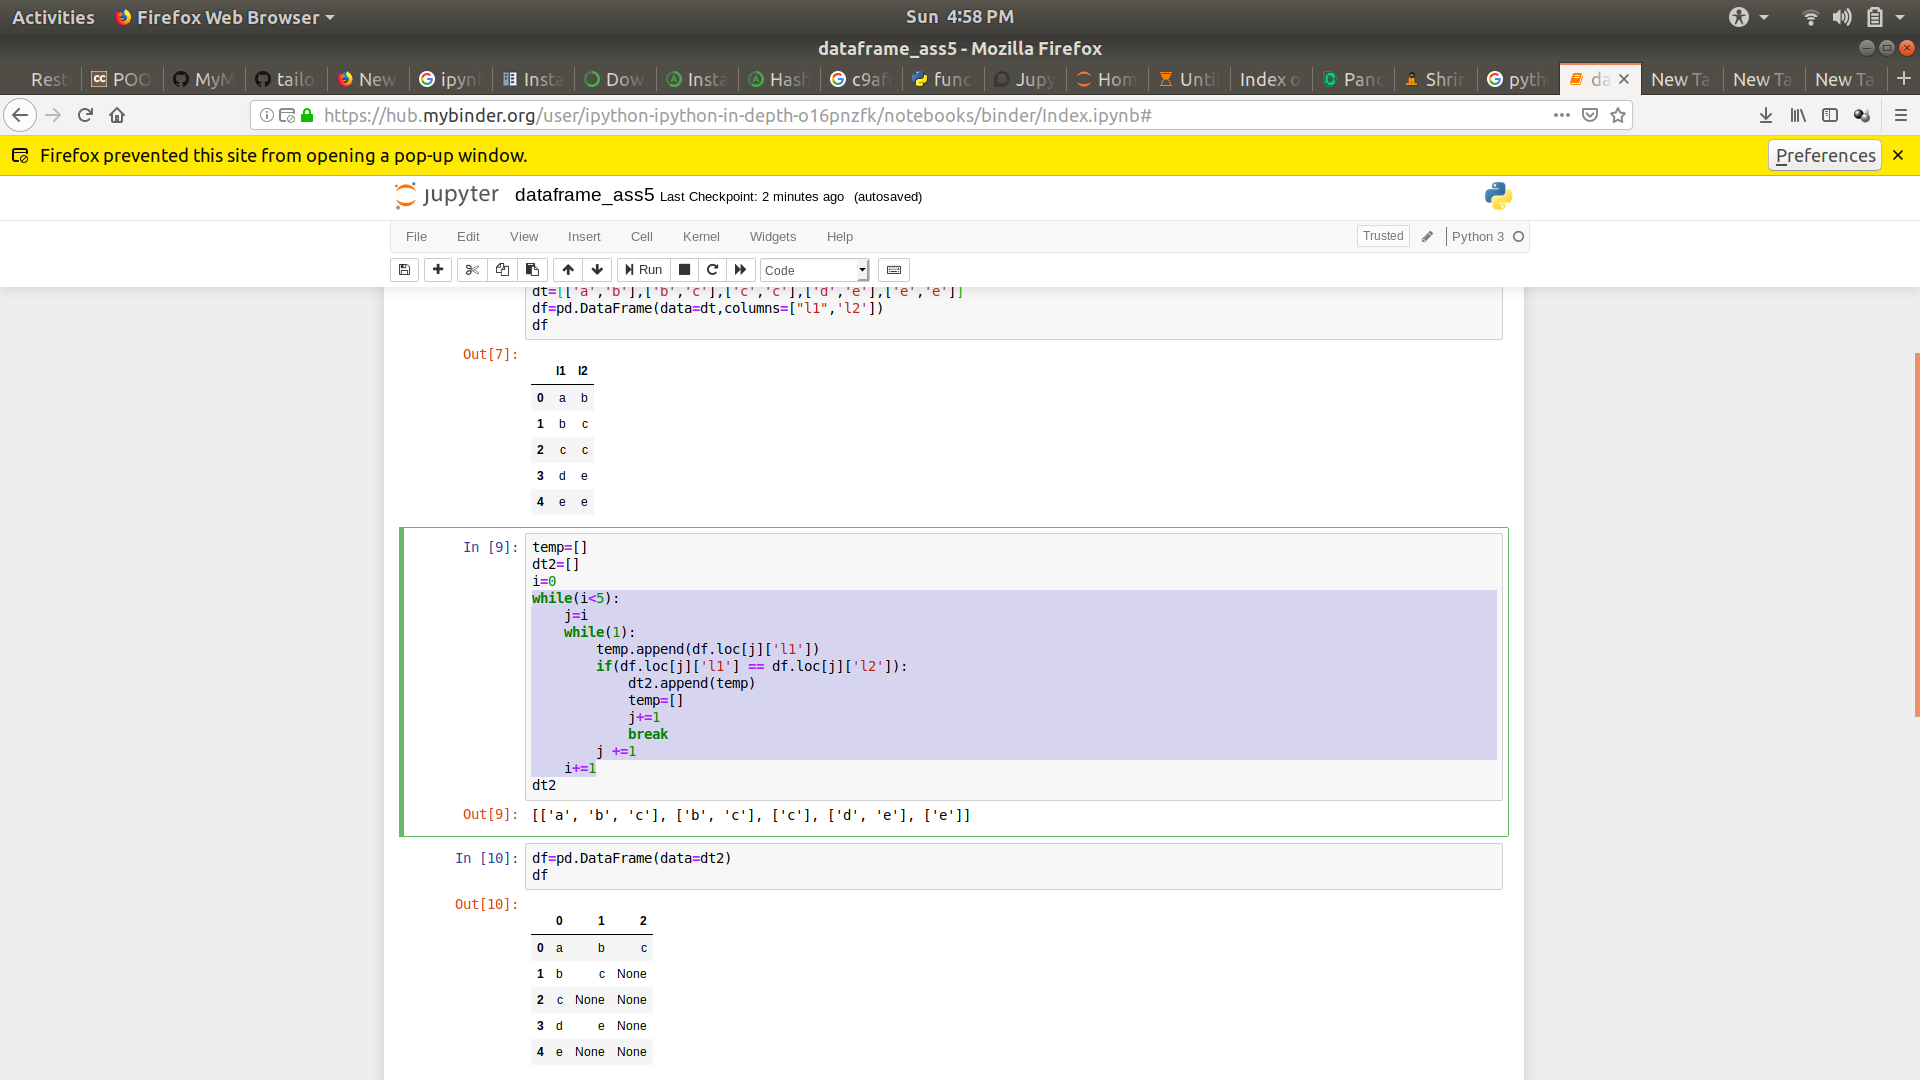 Activities Firefox Web Browser Sun 4:58 PM
dataframe_ass5 - Mozilla Firefox
Rest POO MyM tailo New ipyn Insta Dow Insta Hash c9af func Jupy Hom Unti Index o Panc Shrir pyth da New Ta New Ta New Ta
https://hub.mybinder.org/user/ipython-ipython-in-depth-o16pnzfk/notebooks/binder/Index.ipynb#
Firefox prevented this site from opening a pop-up window. Preferences
jupyter dataframe_ass5 Last Checkpoint: 2 minutes ago (autosaved)
File Edit View Insert Cell Kernel Widgets Help Trusted Python 3
Run Code
dt=[['a','b'],['b','c'],['c','c'],['d','e'],['e','e']]
df=pd.DataFrame(data=dt,columns=["l1",'l2'])
df
Out[7]:
l1 l2
0 a b
1 b c
2 c c
3 d e
4 e e
In [9]: temp=[]
dt2=[]
i=0
while(i<5):
    j=i
    while(1):
        temp.append(df.loc[j]['l1'])
        if(df.loc[j]['l1'] == df.loc[j]['l2']):
            dt2.append(temp)
            temp=[]
            j+=1
            break
        j +=1
    i+=1
dt2
Out[9]: [['a', 'b', 'c'], ['b', 'c'], ['c'], ['d', 'e'], ['e']]
In [10]: df=pd.DataFrame(data=dt2)
df
Out[10]:
0 1 2
0 a b c
1 b c None
2 c None None
3 d e None
4 e None None